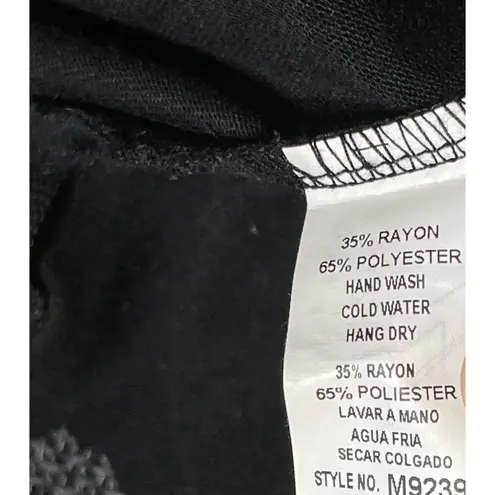 35% RAYON
65% POLYESTER
HAND WASH
COLD WATER
HANG DRY
35% RAYON
65% POLIESTER
LAVAR A MANO
AGUA FRIA
SECAR COLGADO
STYLE NO. M9239